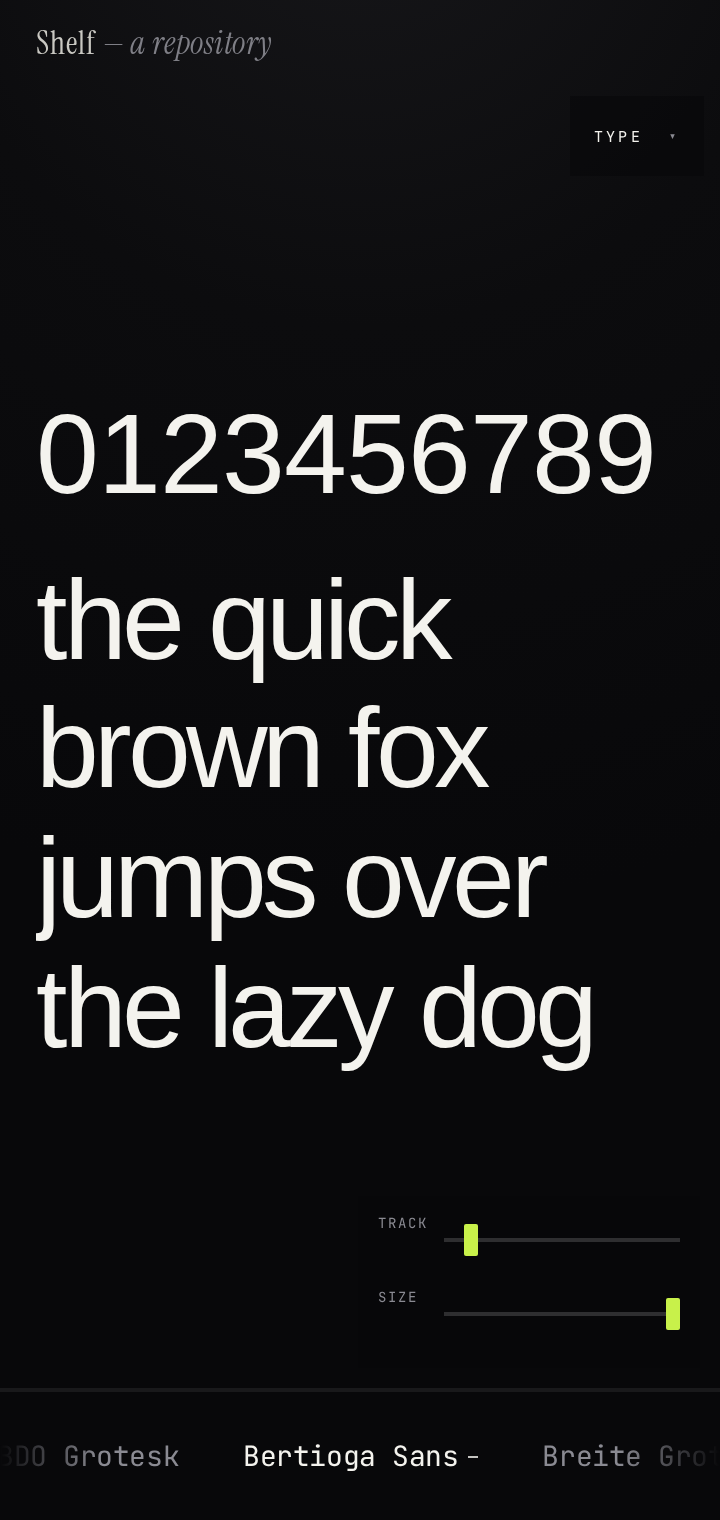 Shelf — a repository
TYPE ▾
0123456789
the quick
brown fox
jumps over
the lazy dog
TRACK
SIZE
Grotesk Bertioga Sans – Breite